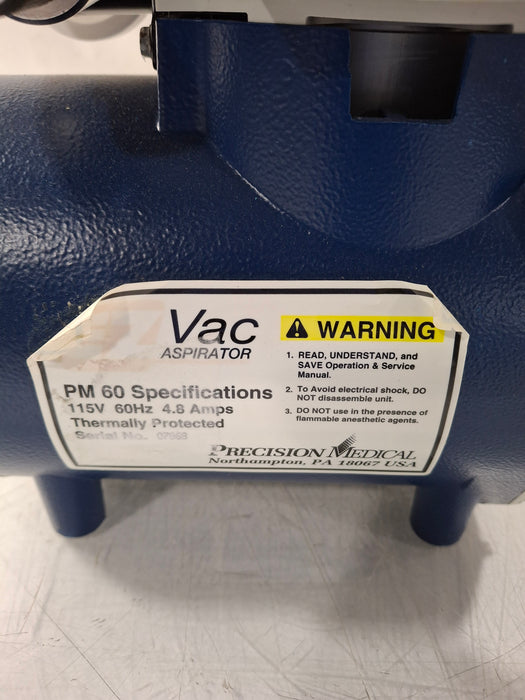 Vac
ASPIRATOR
PM 60 Specifications
115V 60Hz 4.8 Amps
Thermally Protected
Serial No. 07968
WARNING
1. READ, UNDERSTAND, and
SAVE Operation & Service
Manual.
2. To Avoid electrical shock, DO
NOT disassemble unit.
3. DO NOT use in the presence of
flammable anesthetic agents.
PRECISION MEDICAL
Northampton, PA 18067 USA